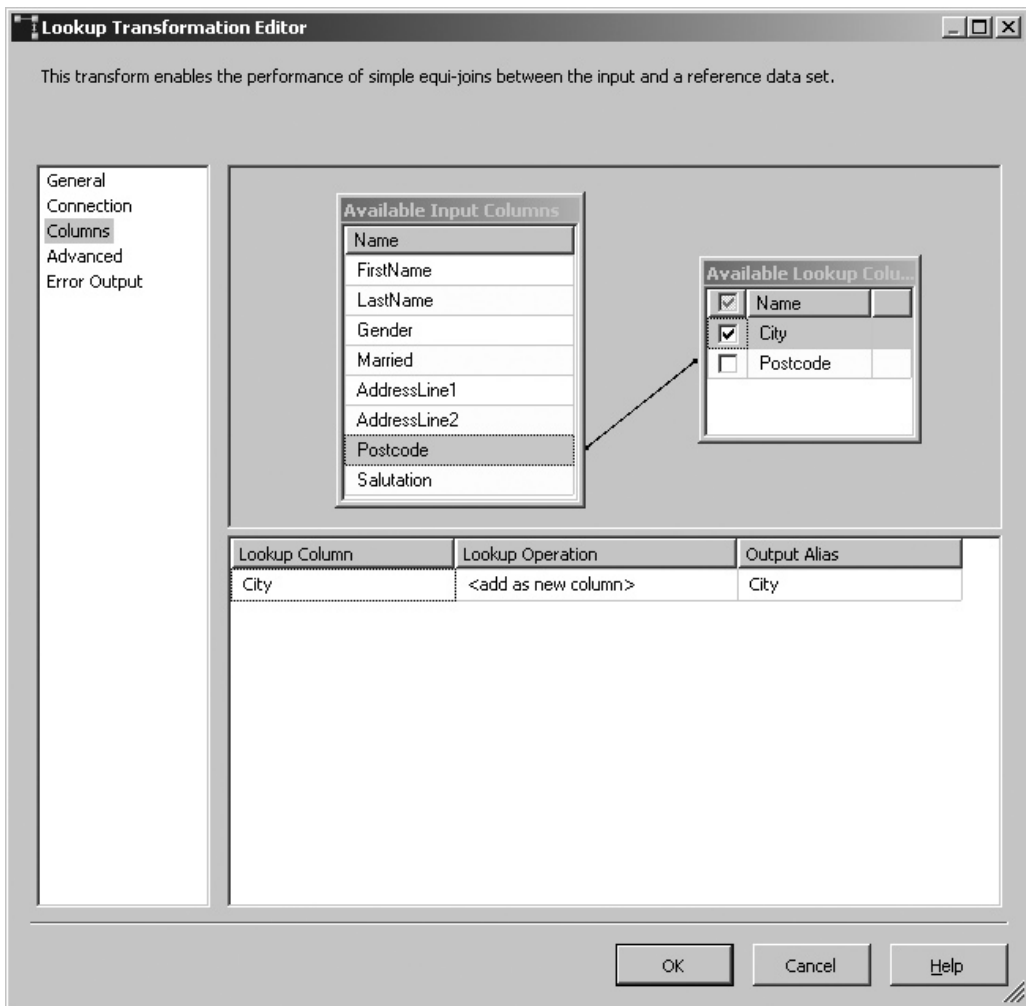 Lookup Transformation Editor
This transform enables the performance of simple equi-joins between the input and a reference data set.
General
Connection
Columns
Advanced
Error Output
Available Input Columns
Name
FirstName
LastName
Gender
Married
AddressLine1
AddressLine2
Postcode
Salutation
Available Lookup Colu...
Name
City
Postcode
Lookup Column Lookup Operation Output Alias
City <add as new column> City
OK Cancel Help